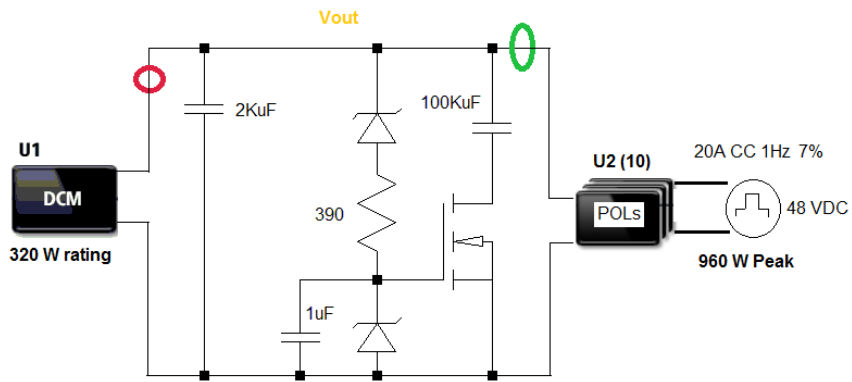 Vout
2KuF
100KuF
U1
DCM
320 W rating
390
1uF
U2 (10)
POLs
20A CC 1Hz 7%
48 VDC
960 W Peak